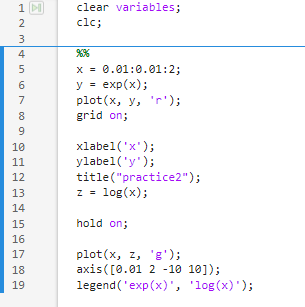 1 clear variables;
2 clc;
3
4 %%
5 x = 0.01:0.01:2;
6 y = exp(x);
7 plot(x, y, 'r');
8 grid on;
9
10 xlabel('x');
11 ylabel('y');
12 title("practice2");
13 z = log(x);
14
15 hold on;
16
17 plot(x, z, 'g');
18 axis([0.01 2 -10 10]);
19 legend('exp(x)', 'log(x)');